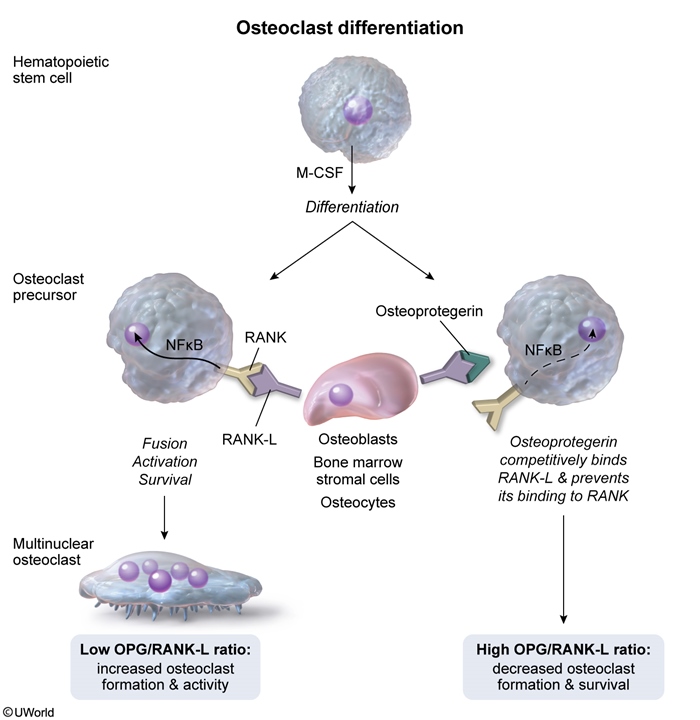 Osteoclast differentiation
Hematopoietic
stem cell
M-CSF
Differentiation
Osteoclast
precursor
NFκB
RANK
RANK-L
Osteoprotegerin
NFκB
Fusion
Activation
Survival
Osteoblasts
Bone marrow
stromal cells
Osteocytes
Osteoprotegerin
competitively binds
RANK-L & prevents
its binding to RANK
Multinuclear
osteoclast
Low OPG/RANK-L ratio:
increased osteoclast
formation & activity
High OPG/RANK-L ratio:
decreased osteoclast
formation & survival
©UWorld